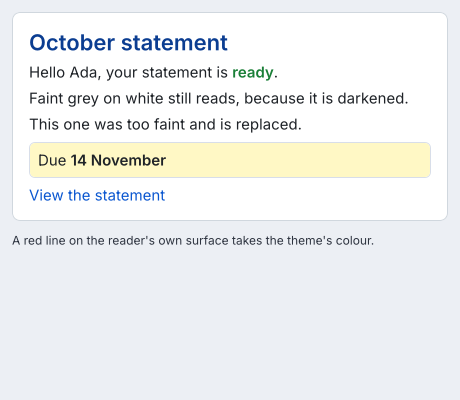 October statement
Hello Ada, your statement is ready.
Faint grey on white still reads, because it is darkened.
This one was too faint and is replaced.
Due 14 November
View the statement
A red line on the reader's own surface takes the theme's colour.